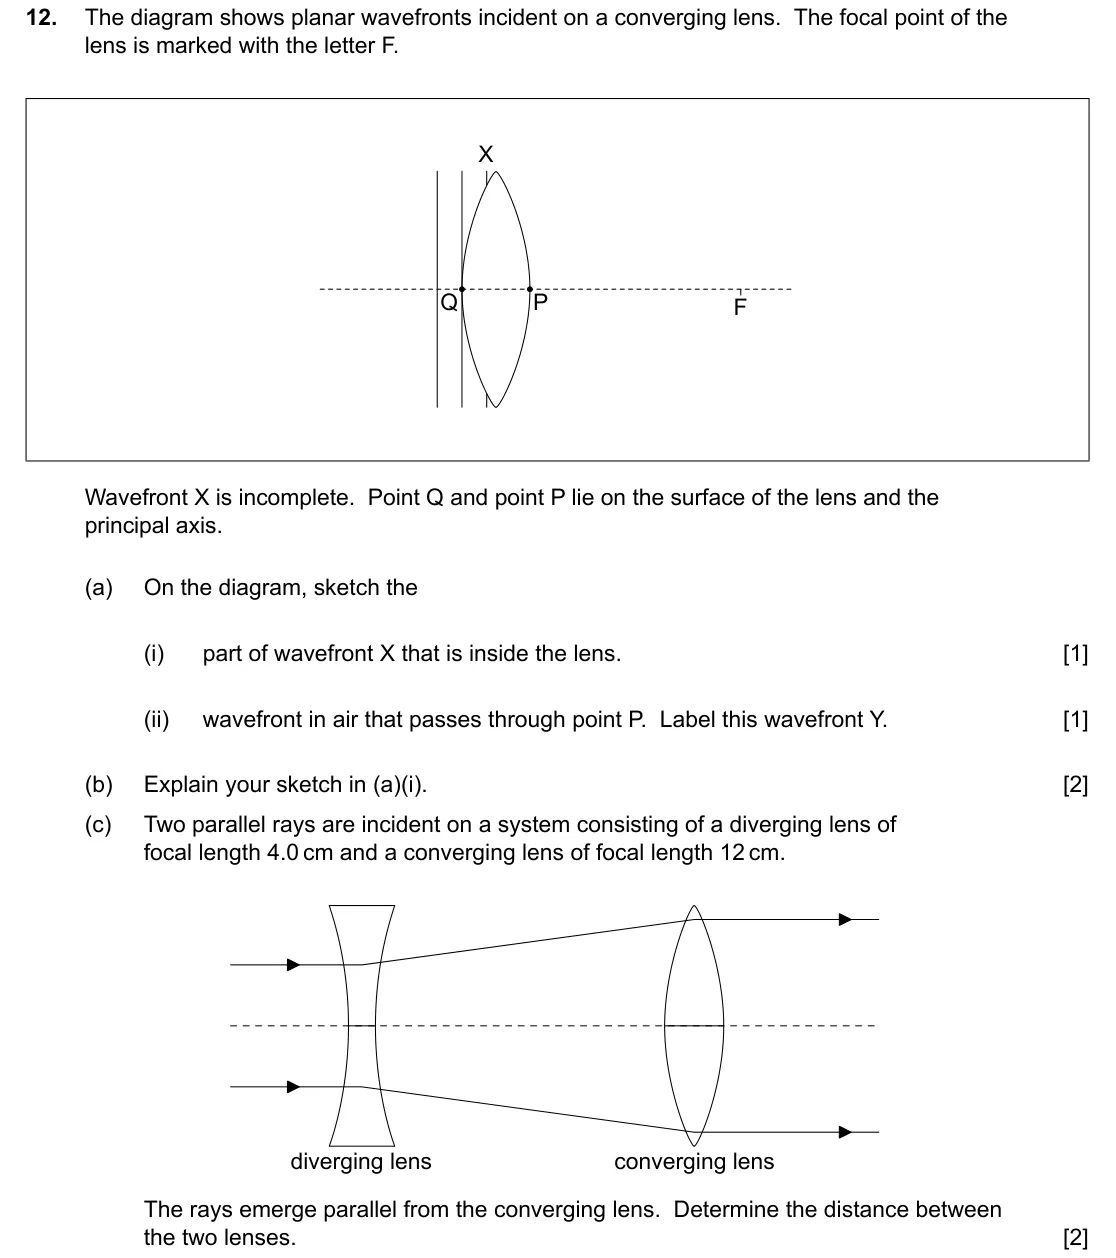 12. The diagram shows planar wavefronts incident on a converging lens. The focal point of the
lens is marked with the letter F.
X
Q
P
F
Wavefront X is incomplete. Point Q and point P lie on the surface of the lens and the
principal axis.
(a) On the diagram, sketch the
(i) part of wavefront X that is inside the lens. [1]
(ii) wavefront in air that passes through point P. Label this wavefront Y. [1]
(b) Explain your sketch in (a)(i). [2]
(c) Two parallel rays are incident on a system consisting of a diverging lens of
focal length 4.0 cm and a converging lens of focal length 12 cm.
diverging lens
converging lens
The rays emerge parallel from the converging lens. Determine the distance between
the two lenses. [2]